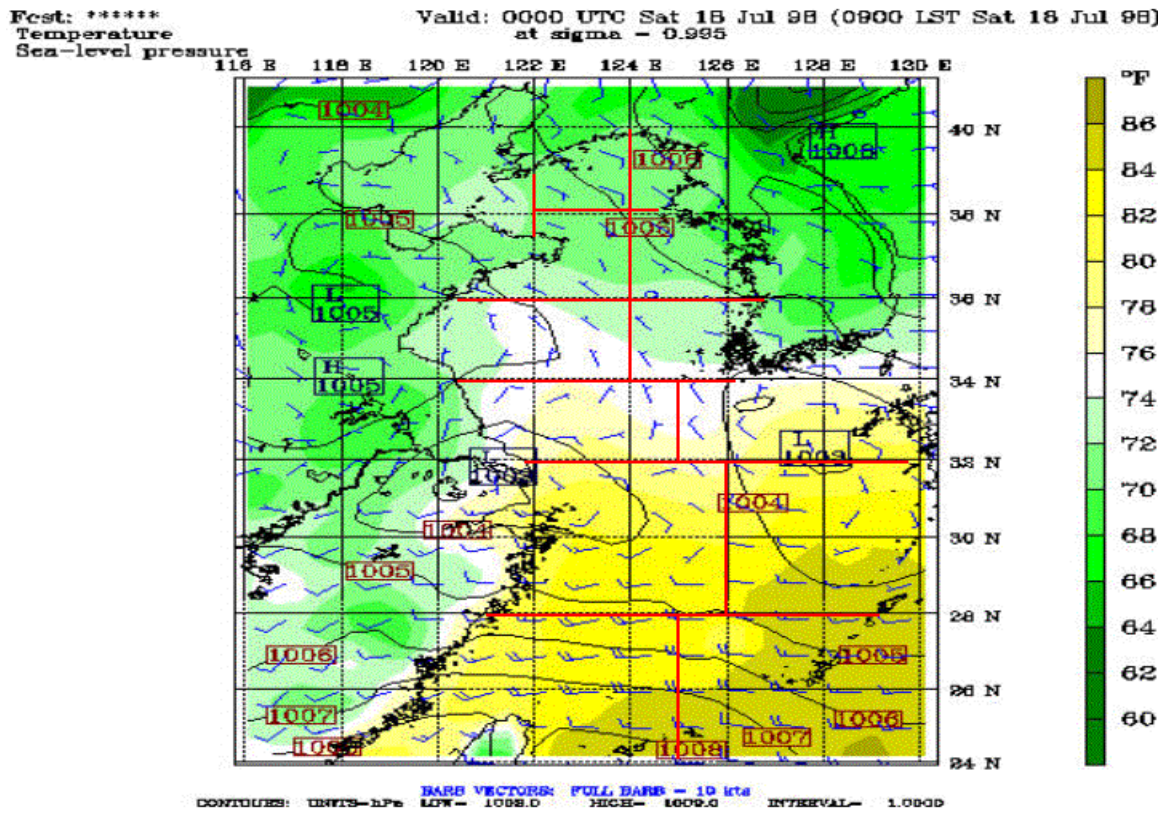 Fcst: ****** Valid: 0000 UTC Sat 18 Jul 98 (0900 LST Sat 18 Jul 98)
Temperature at sigma = 0.995
Sea-level pressure
116 E 118 E 120 E 122 E 124 E 126 E 128 E 130 E
°F
1004
40 N
H
1008
86
1006
84
1005
38 N
1006
82
80
L
1005
36 N
78
76
H
1005
34 N
74
L
32 N
72
1004
1004
70
30 N
68
1005
66
28 N
64
1006
1005
62
26 N
1007
1006
60
1007
1008
24 N
BARB VECTORS: FULL BARB = 10 kts
CONTOURS: UNITS=hPa LOW= HIGH= 1009.0 INTERVAL= 1.0000